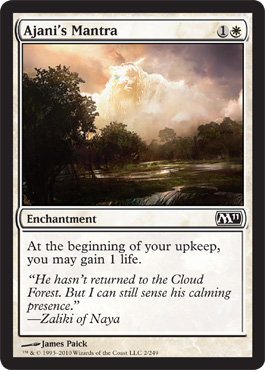 Ajani's Mantra 1
Enchantment M11
At the beginning of your upkeep,
you may gain 1 life.
"He hasn't returned to the Cloud
Forest. But I can still sense his calming
presence."
—Zaliki of Naya
James Paick
™ & © 1993–2010 Wizards of the Coast LLC 2/249